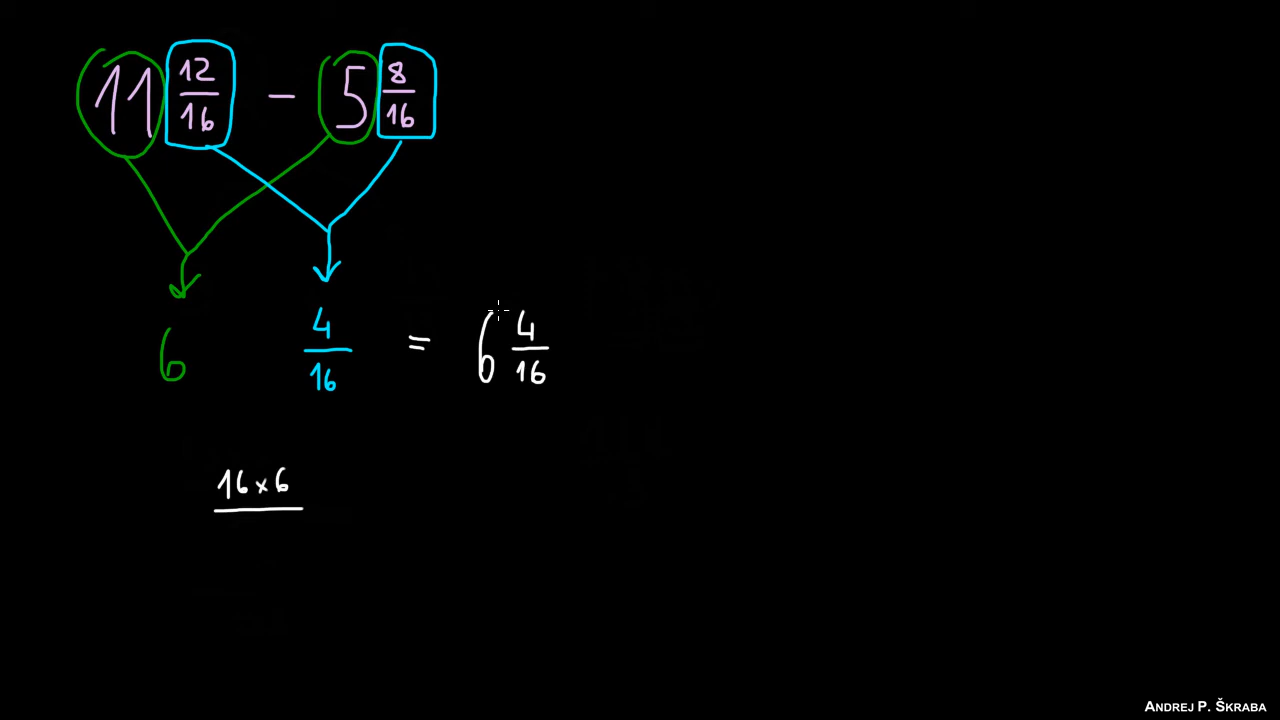 11 12/16 − 5 8/16
6 4/16 = 6 4/16
16×6
ANDREJ P. ŠKRABA